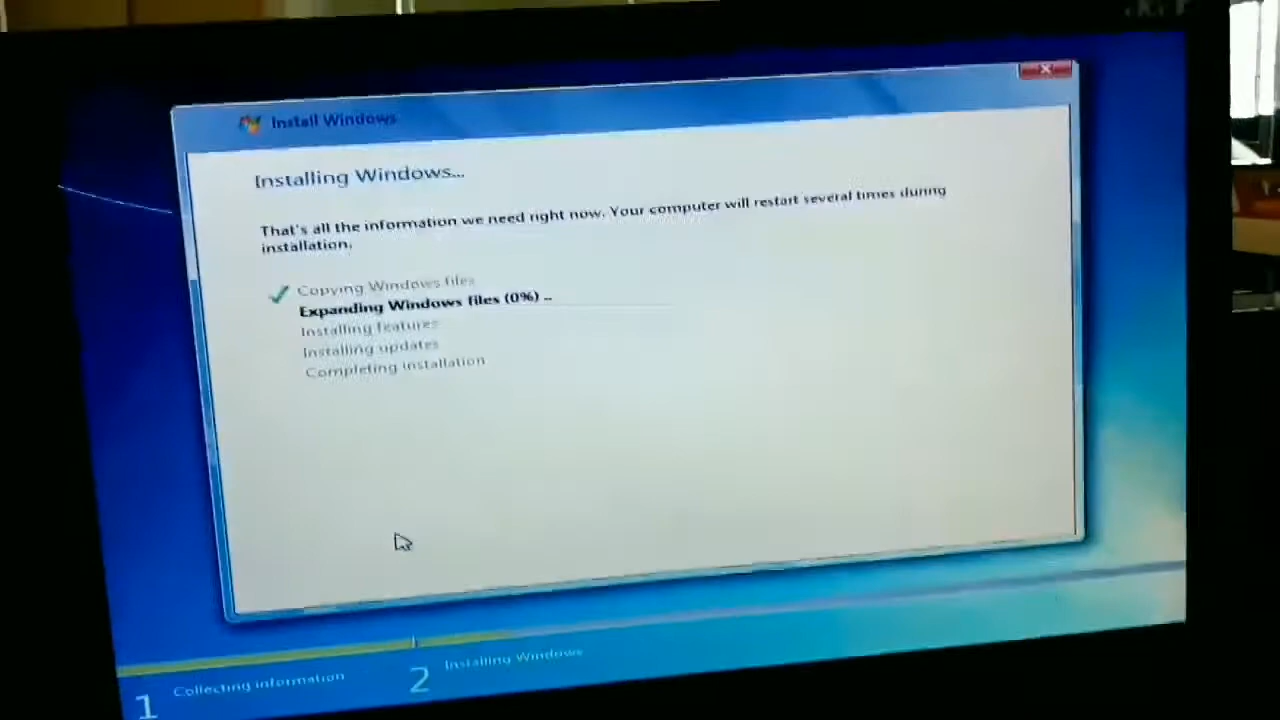 Install Windows
Installing Windows...
That's all the information we need right now. Your computer will restart several times during
installation.
Copying Windows files
Expanding Windows files (0%) ..
Installing features
Installing updates
Completing installation
1 Collecting information
2 Installing Windows